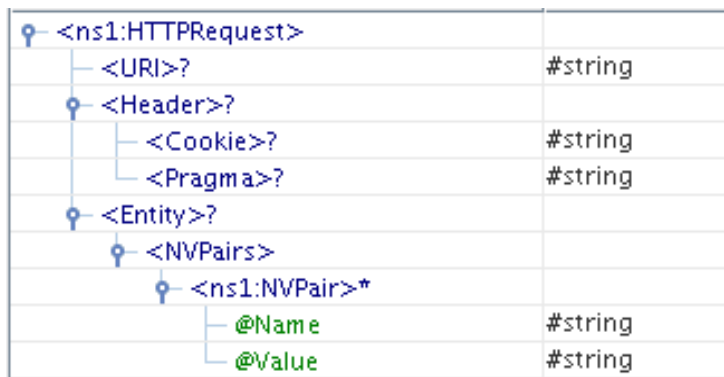 <ns1:HTTPRequest>
<URI>? #string
<Header>?
<Cookie>? #string
<Pragma>? #string
<Entity>?
<NVPairs>
<ns1:NVPair>*
@Name #string
@Value #string